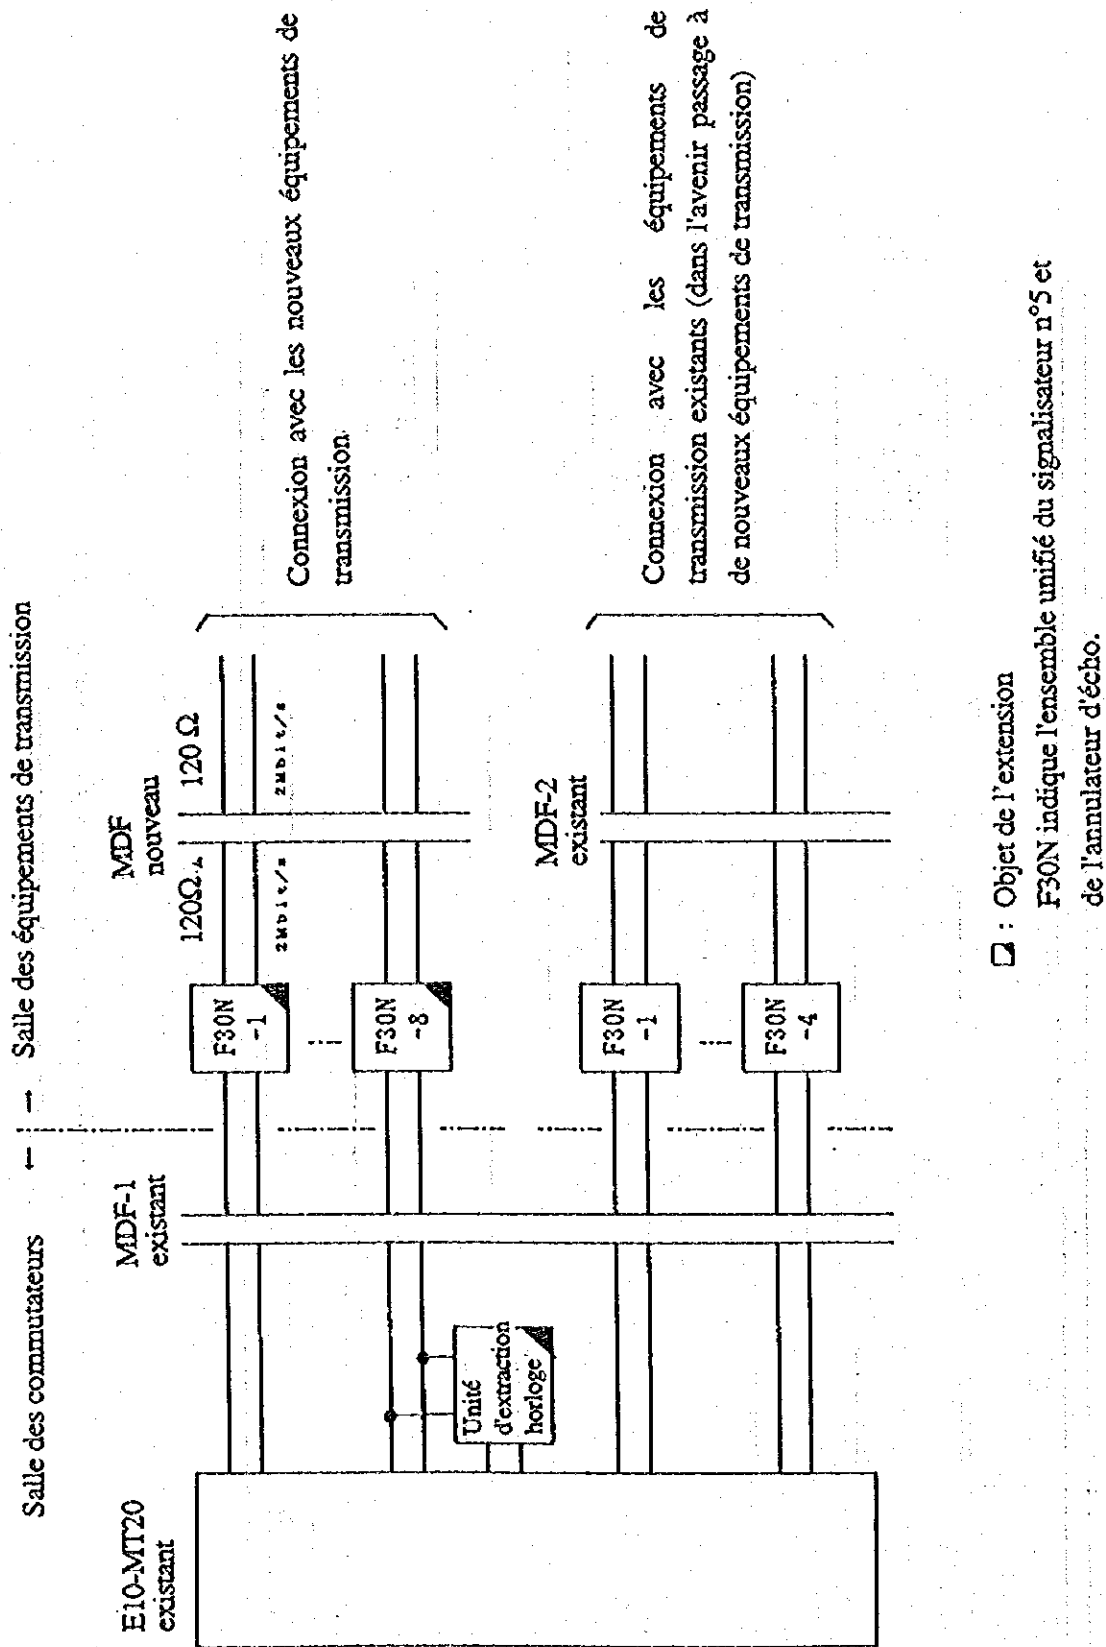 Salle des commutateurs ← → Salle des équipements de transmission
E10-MT20
existant
MDF-1
existant
MDF
nouveau
120Ω
120 Ω
2Mbit/s
2Mbit/s
F30N
-1
F30N
-8
Connexion avec les nouveaux équipements de
transmission.
Unité
d'extraction
horloge
MDF-2
existant
F30N
-1
F30N
-4
Connexion avec les équipements de
transmission existants (dans l'avenir passage à
de nouveaux équipements de transmission)
: Objet de l'extension
F30N indique l'ensemble unifié du signalisateur n°5 et
de l'annulateur d'écho.